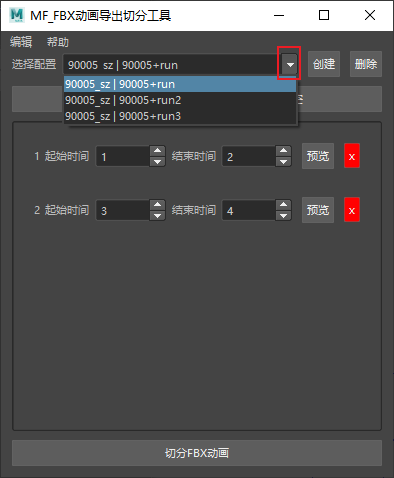 MF_FBX动画导出切分工具
编辑 帮助
选择配置 90005_sz | 90005+run 创建 删除
90005_sz | 90005+run
90005_sz | 90005+run2
90005_sz | 90005+run3
1 起始时间 1 结束时间 2 预览 x
2 起始时间 3 结束时间 4 预览 x
切分FBX动画